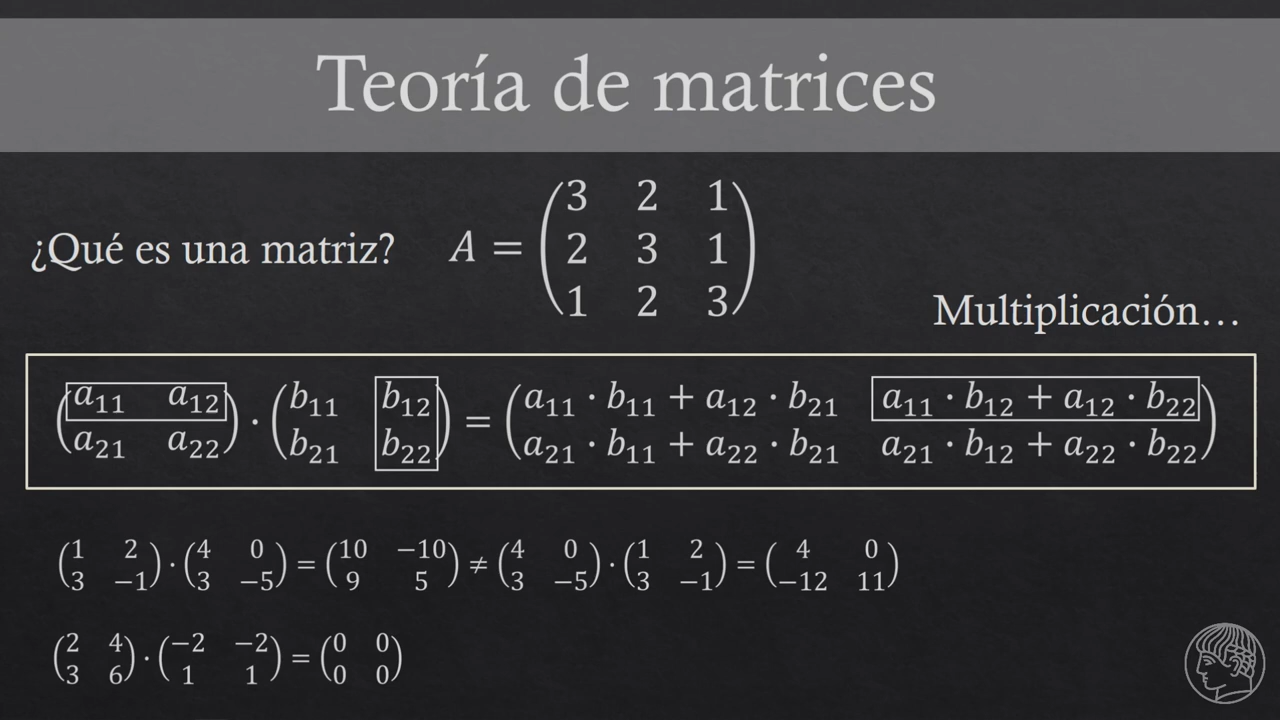 Teoría de matrices
¿Qué es una matriz? A = (3 2 1
2 3 1
1 2 3)
Multiplicación…
(a₁₁ a₁₂) · (b₁₁ b₁₂) = (a₁₁ · b₁₁ + a₁₂ · b₂₁ a₁₁ · b₁₂ + a₁₂ · b₂₂)
(a₂₁ a₂₂) (b₂₁ b₂₂) (a₂₁ · b₁₁ + a₂₂ · b₂₁ a₂₁ · b₁₂ + a₂₂ · b₂₂)
(1 2) · (4 0) = (10 −10) ≠ (4 0) · (1 2) = (4 0)
(3 −1) (3 −5) (9 5) (3 −5) (3 −1) (−12 11)
(2 4) · (−2 −2) = (0 0)
(3 6) (1 1) (0 0)